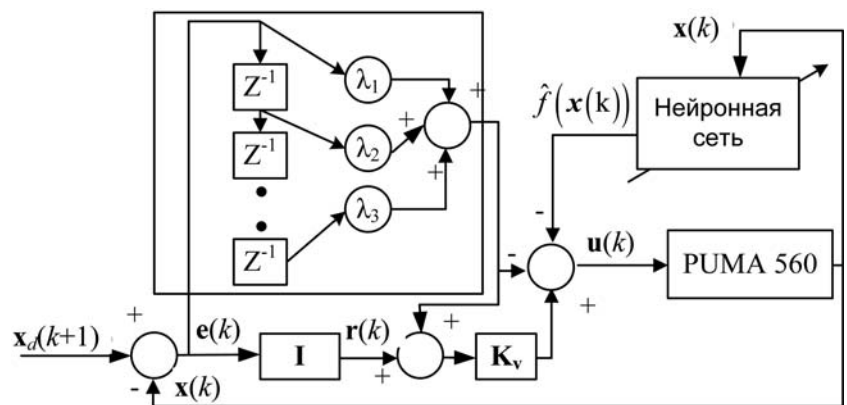 x(k)
Z⁻¹
λ₁
+
+
f̂(x(k))
Нейронная
сеть
Z⁻¹
λ₂
+
+
Z⁻¹
λ₃
-
-
u(k)
PUMA 560
+
x_d(k+1)
+
e(k)
I
r(k)
+
+
K_v
-
x(k)